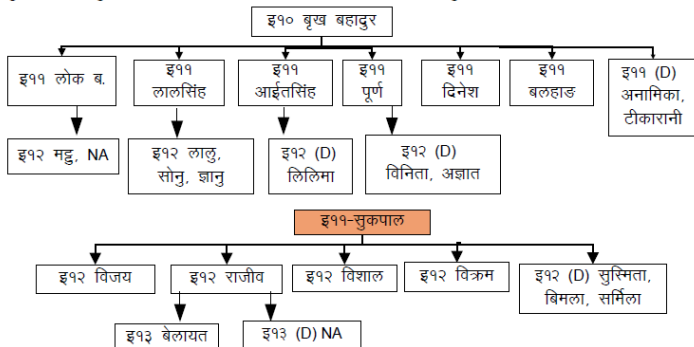 इ१० बृख बहादुर
इ११ लोक ब.
इ११
लालसिंह
इ११
आईतसिंह
इ११
पूर्ण
इ११
दिनेश
इ११
बलहाङ
इ११ (D)
अनामिका,
टीकारानी
इ१२ मट्ठु, NA
इ१२ लालु,
सोनु, ज्ञानु
इ१२ (D)
लिलिमा
इ१२ (D)
विनिता, अज्ञात
इ११-सुकपाल
इ१२ विजय
इ१२ राजीव
इ१२ विशाल
इ१२ विक्रम
इ१२ (D) सुस्मिता,
बिमला, सर्मिला
इ१३ बेलायत
इ१३ (D) NA